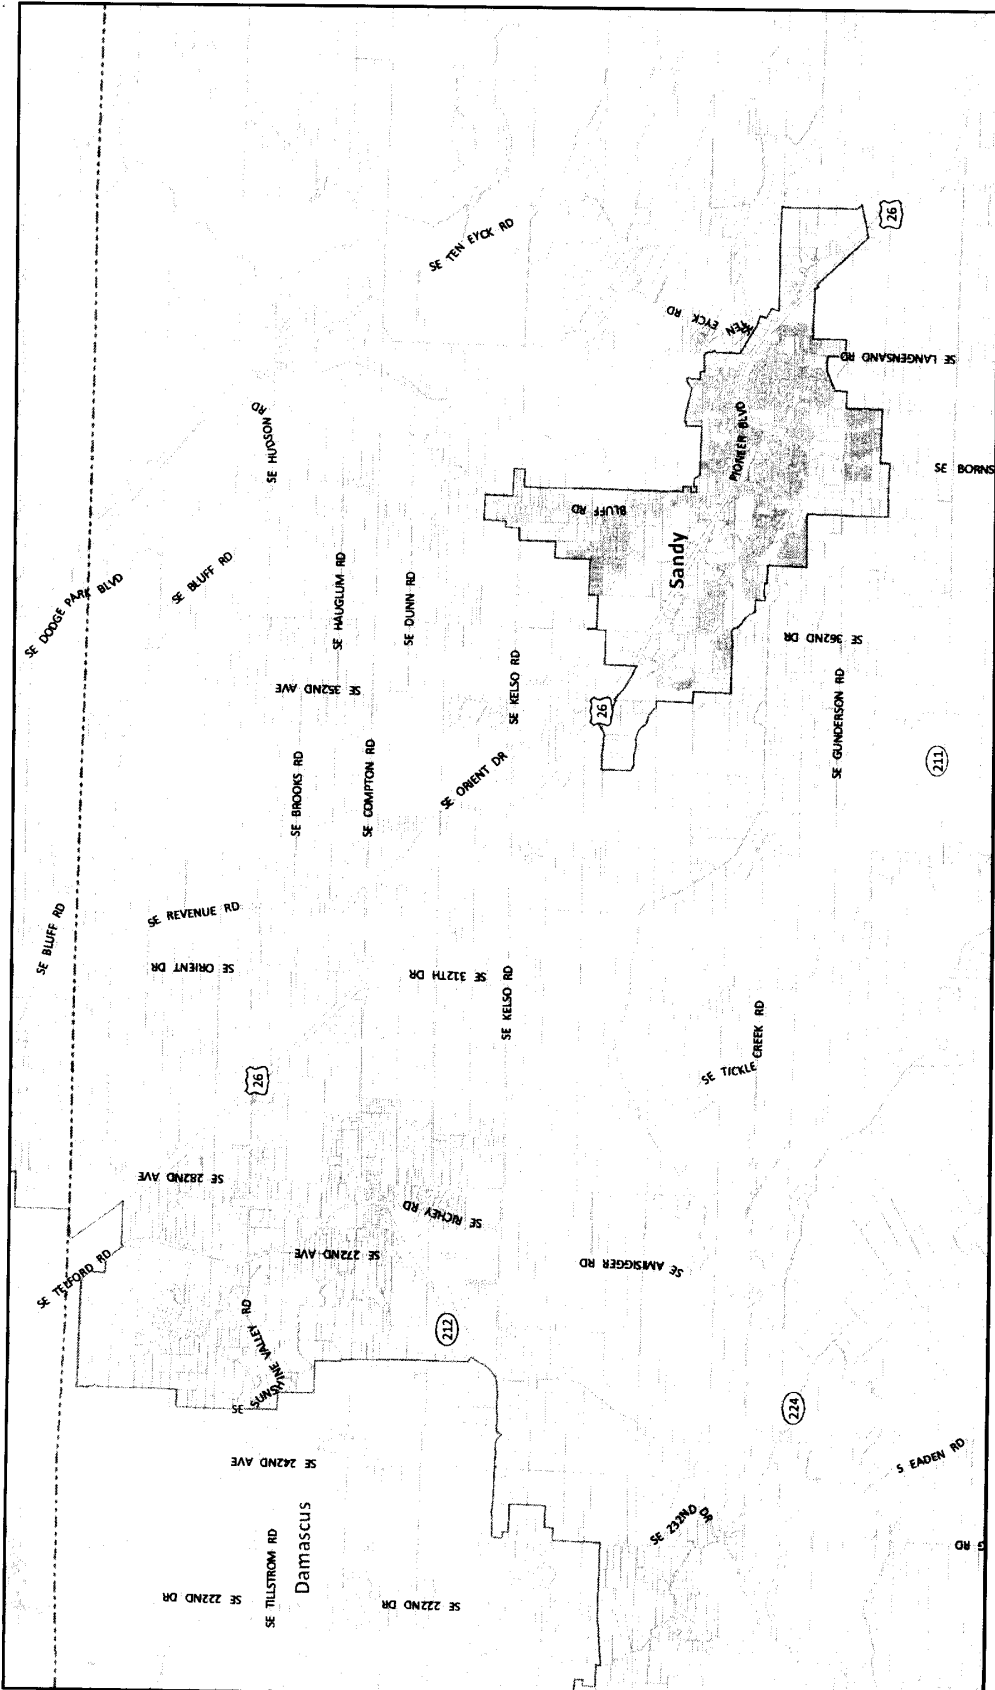 SE TEN EYCK RD
26
TEN EYCK RD
SE LANGENSAND RD
SE HUDSON RD
PIONEER BLVD
SE BORNS
BLUFF RD
Sandy
SE DODGE PARK BLVD
SE BLUFF RD
SE HAUGLUM RD
SE DUNN RD
SE 362ND DR
SE 352ND AVE
SE KELSO RD
26
SE GUNDERSON RD
211
SE BROOKS RD
SE COMPTON RD
SE ORIENT DR
SE BLUFF RD
SE REVENUE RD
SE ORIENT DR
SE 312TH DR
SE KELSO RD
SE TICKLE CREEK RD
26
SE 282ND AVE
SE RICHEY RD
SE 272ND AVE
SE AMISIGGER RD
SE TELFORD RD
212
SE SUNSHINE VALLEY RD
224
SE 242ND AVE
S EADEN RD
SE 232ND DR
G RD
SE TILLSTROM RD
Damascus
SE 222ND DR
SE 222ND DR